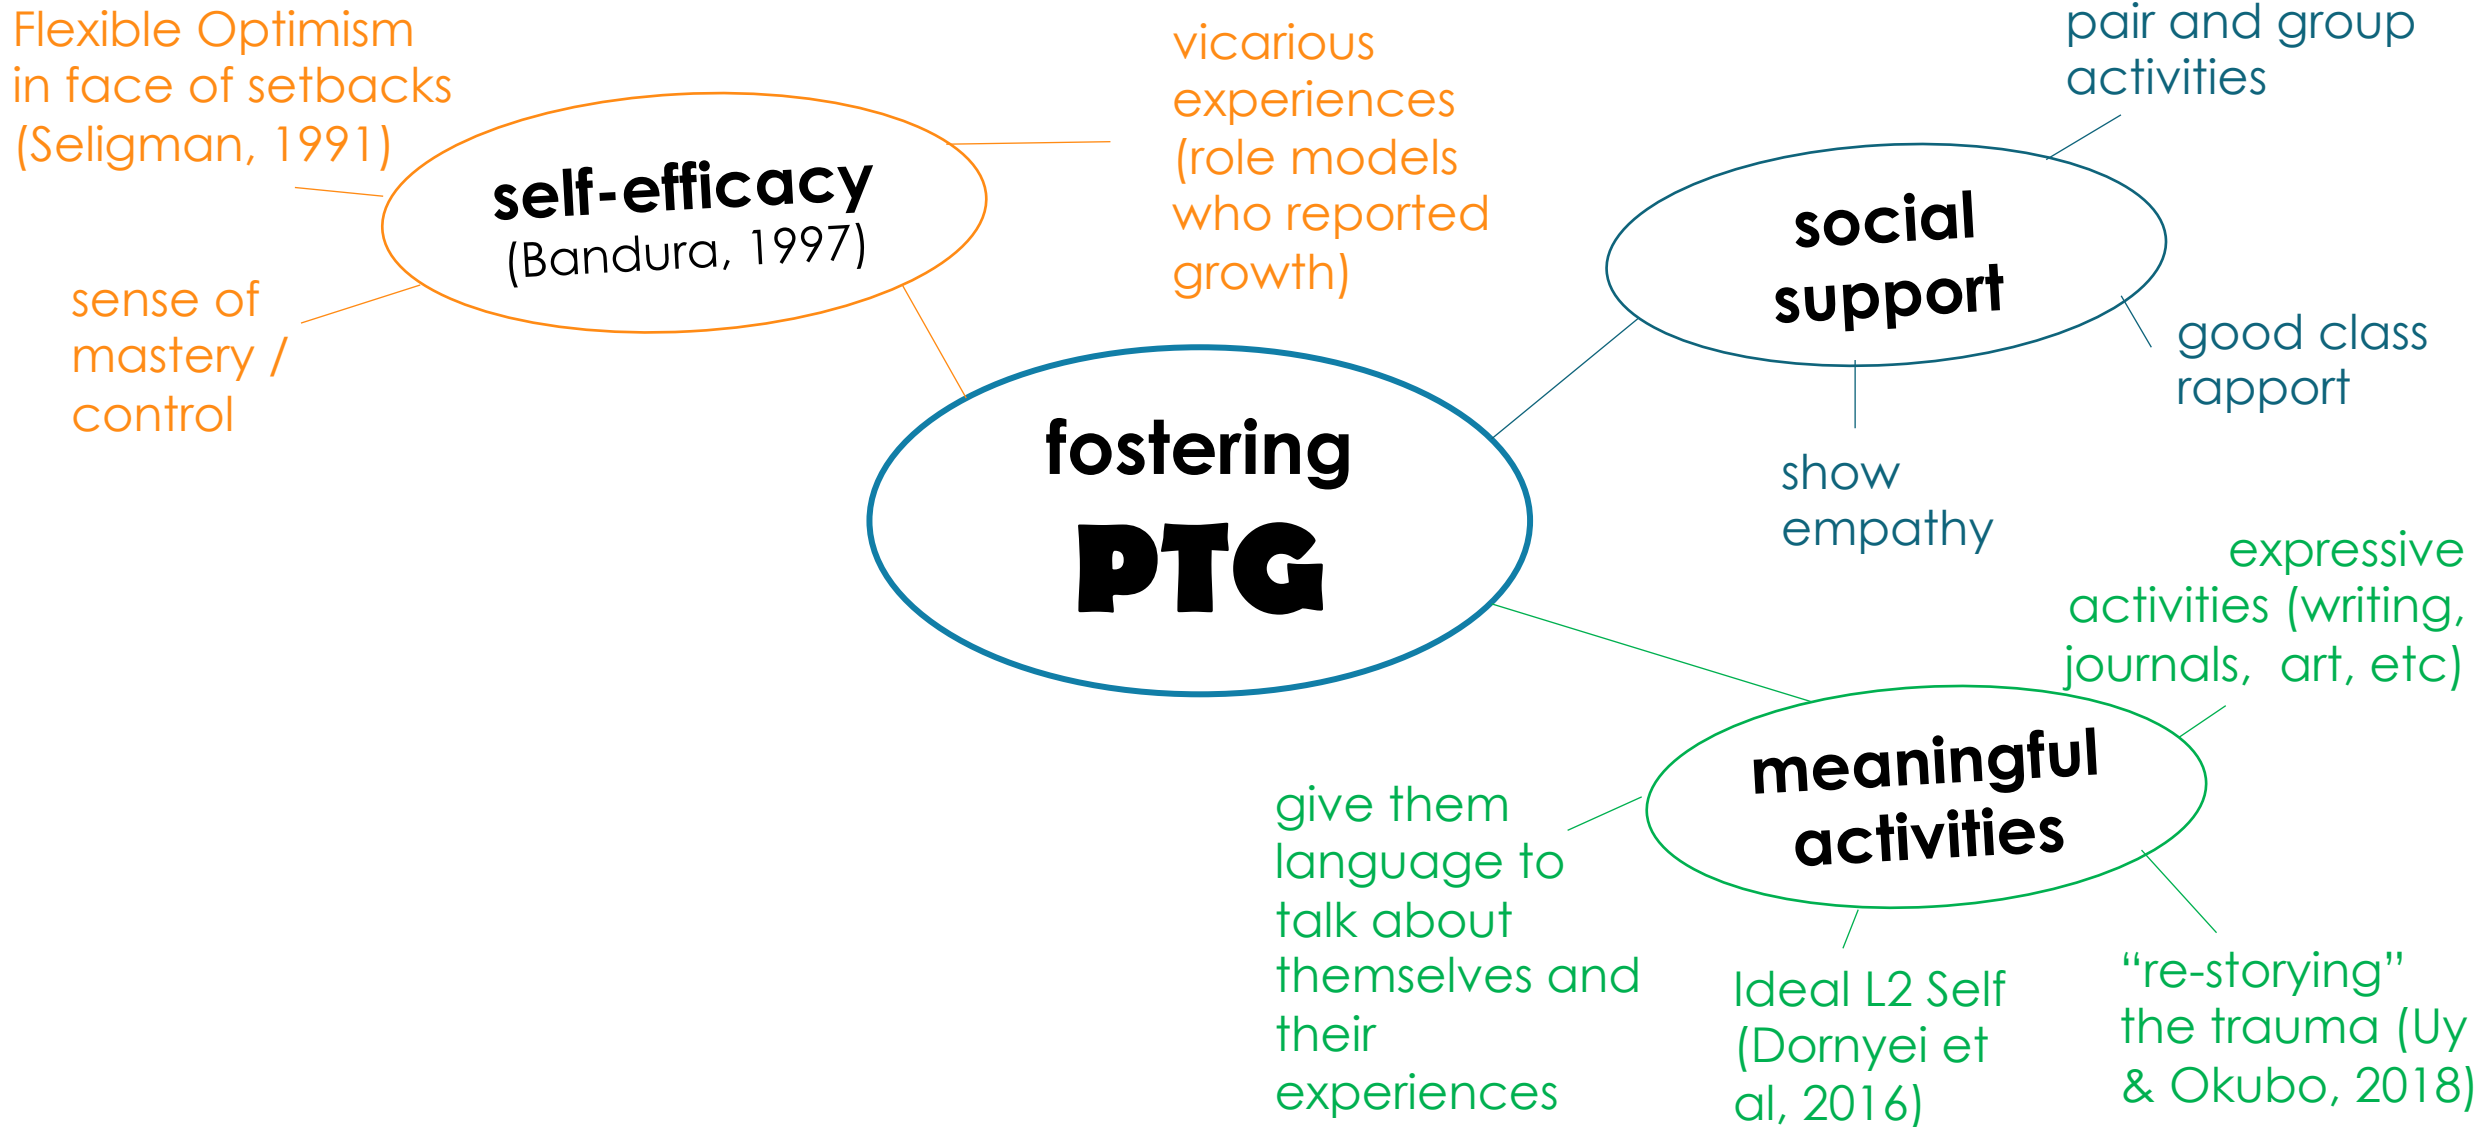 Flexible Optimism
in face of setbacks
(Seligman, 1991)
self-efficacy
(Bandura, 1997)
sense of
mastery /
control
vicarious
experiences
(role models
who reported
growth)
pair and group
activities
social
support
good class
rapport
show
empathy
fostering
PTG
expressive
activities (writing,
journals,  art, etc)
meaningful
activities
give them
language to
talk about
themselves and
their
experiences
Ideal L2 Self
(Dornyei et
al, 2016)
“re-storying”
the trauma (Uy
& Okubo, 2018)